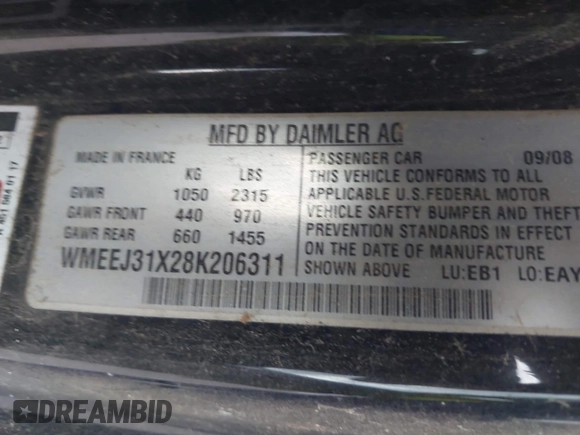 MFD BY DAIMLER AG
MADE IN FRANCE
KG LBS
GVWR 1050 2315
GAWR FRONT 440 970
GAWR REAR 660 1455
WMEEJ31X28K206311
PASSENGER CAR 09/08
THIS VEHICLE CONFORMS TO ALL
APPLICABLE U.S. FEDERAL MOTOR
VEHICLE SAFETY BUMPER AND THEFT
PREVENTION STANDARDS IN EFFECT
ON THE DATE OF MANUFACTURE
SHOWN ABOVE LU:EB1 LO:EAY
DREAMBID